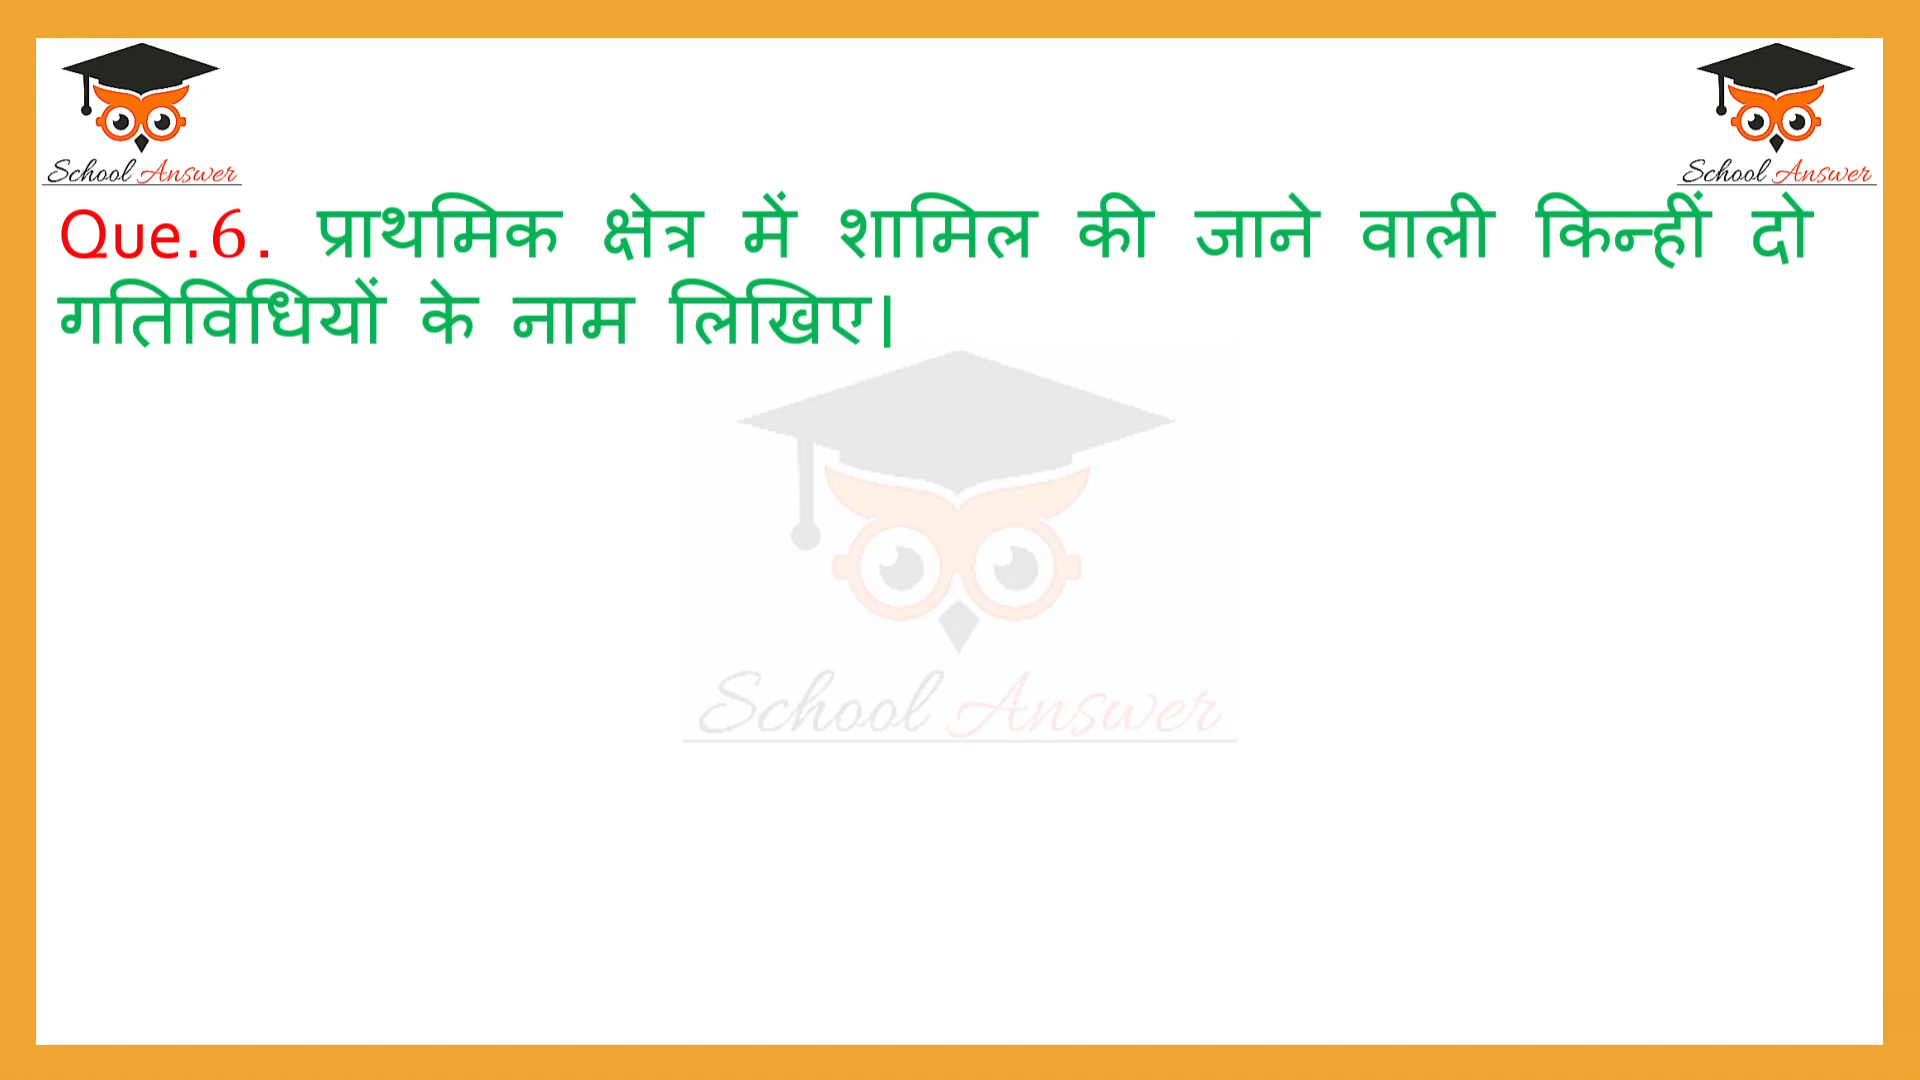 School Answer
School Answer
Que.6. प्राथमिक क्षेत्र में शामिल की जाने वाली किन्हीं दो
गतिविधियों के नाम लिखिए।
School Answer